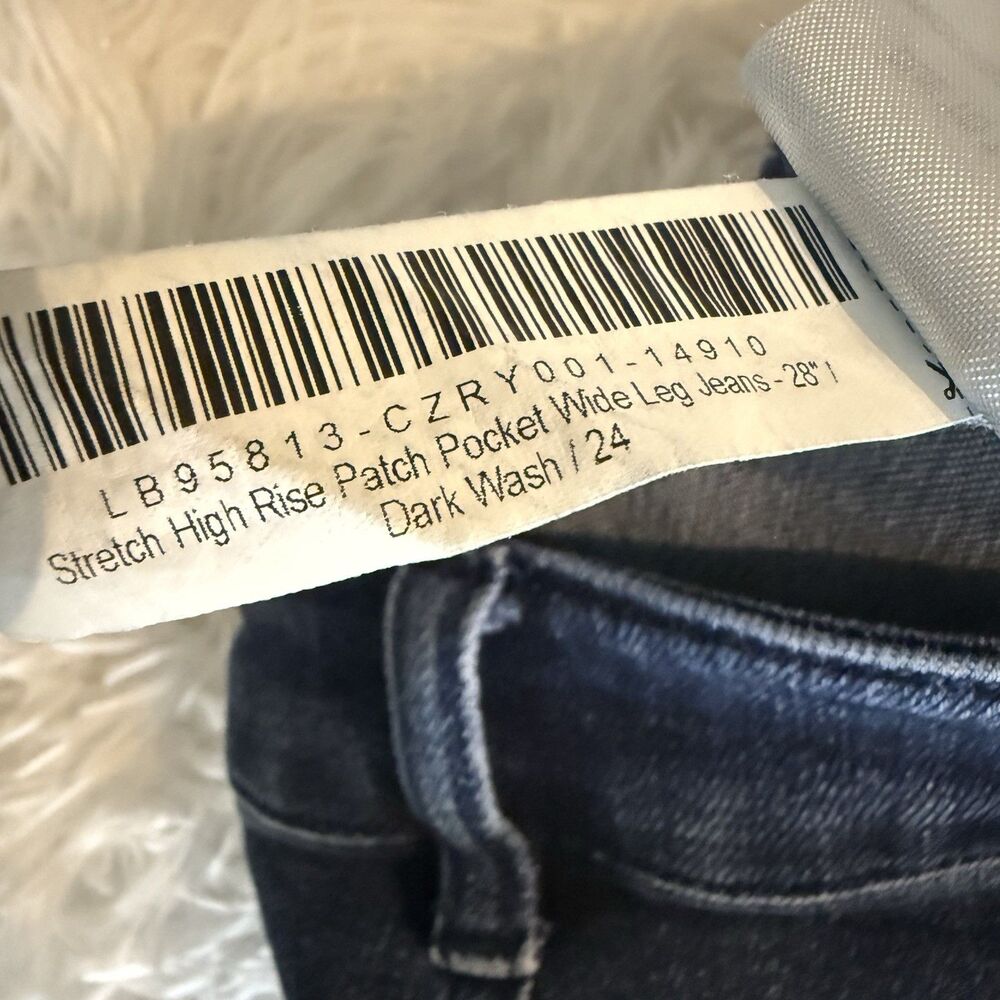 LB95813-CZRY001-14910
Stretch High Rise Patch Pocket Wide Leg Jeans - 28" I
Dark Wash / 24